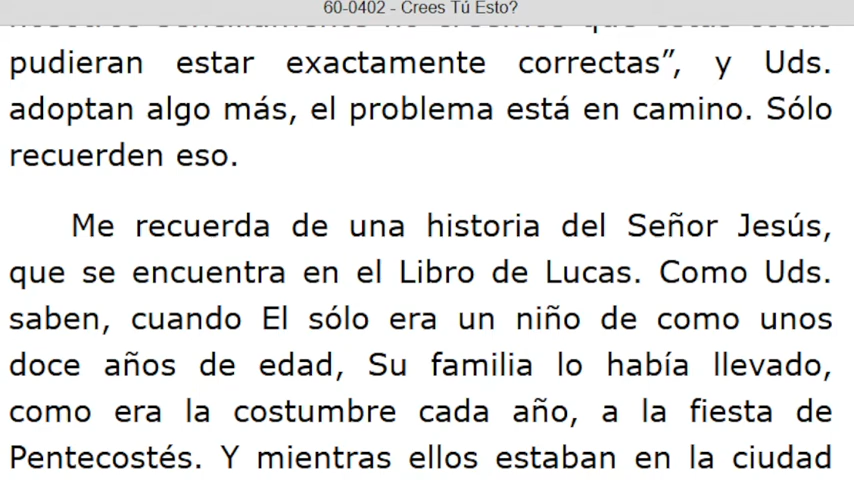 60-0402 - Crees Tú Esto?
pudieran estar exactamente correctas”, y Uds.
adoptan algo más, el problema está en camino. Sólo
recuerden eso.
Me recuerda de una historia del Señor Jesús,
que se encuentra en el Libro de Lucas. Como Uds.
saben, cuando El sólo era un niño de como unos
doce años de edad, Su familia lo había llevado,
como era la costumbre cada año, a la fiesta de
Pentecostés. Y mientras ellos estaban en la ciudad